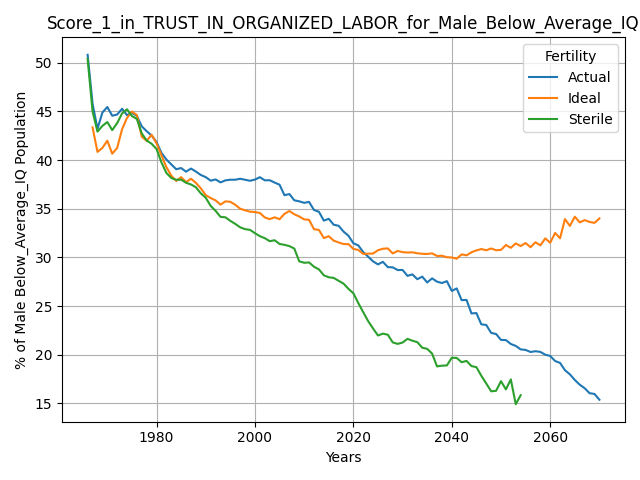 Score_1_in_TRUST_IN_ORGANIZED_LABOR_for_Male_Below_Average_IQ
Fertility
Actual
Ideal
Sterile
% of Male Below_Average_IQ Population
50
45
40
35
30
25
20
15
1980
2000
2020
2040
2060
Years